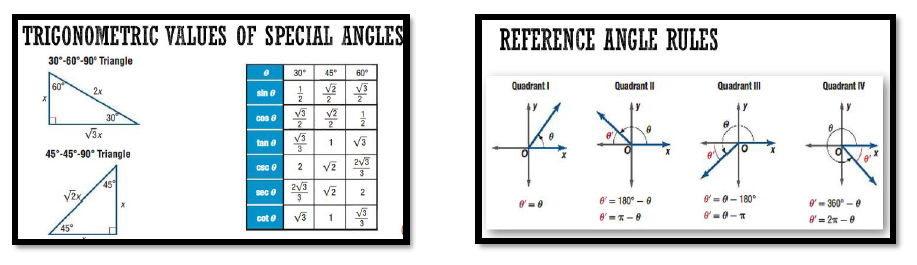 TRIGONOMETRIC VALUES OF SPECIAL ANGLES
30°-60°-90° Triangle
60°
2x
x
30°
√3x
45°-45°-90° Triangle
45°
√2x
x
45°
x
θ 30° 45° 60°
sin θ 1/2 √2/2 √3/2
cos θ √3/2 √2/2 1/2
tan θ √3/3 1 √3
csc θ 2 √2 2√3/3
sec θ 2√3/3 √2 2
cot θ √3 1 √3/3
REFERENCE ANGLE RULES
Quadrant I Quadrant II Quadrant III Quadrant IV
y y y y
θ θ' θ θ θ' θ θ'
O x O x O x O x
θ' = θ θ' = 180° − θ θ' = θ − 180° θ' = 360° − θ
θ' = π − θ θ' = θ − π θ' = 2π − θ